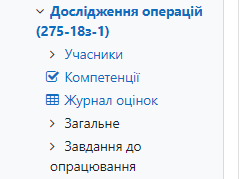 Дослідження операцій
(275-18з-1)
Учасники
Компетенції
Журнал оцінок
Загальне
Завдання до
опрацювання